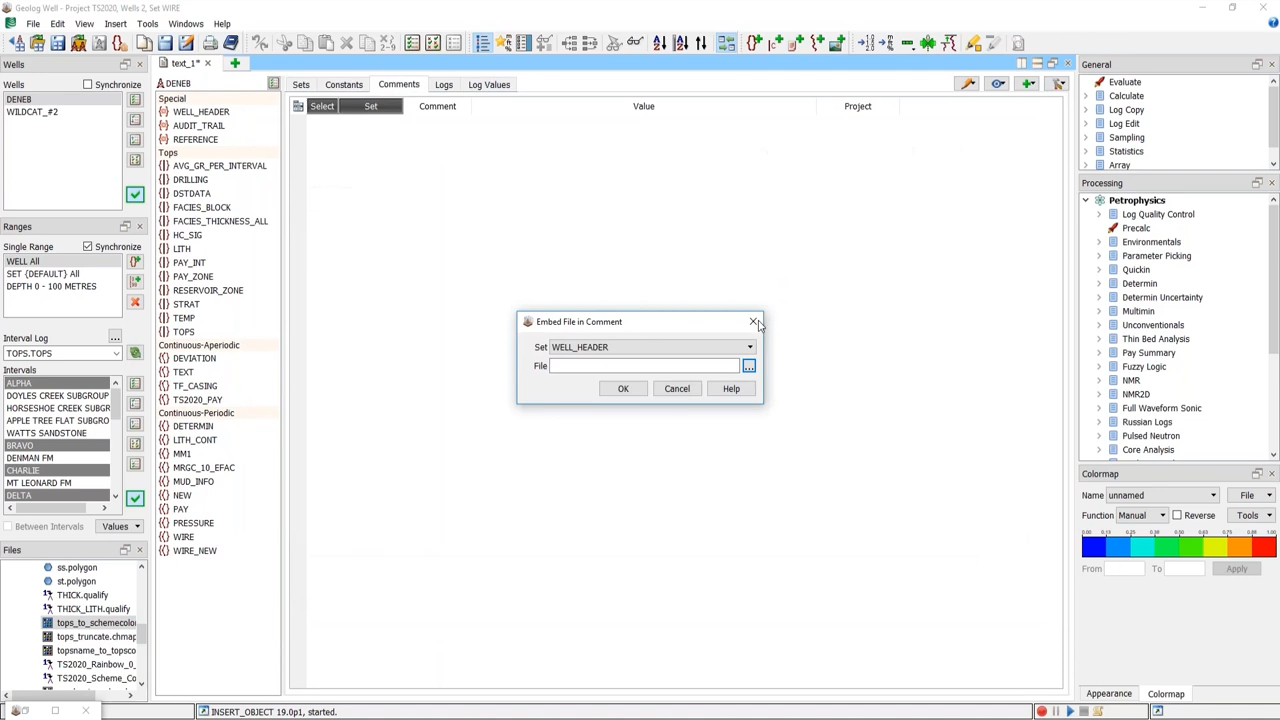 Geolog Well - Project TS2020, Wells 2, Set WIRE
File Edit View Insert Tools Windows Help
Wells
Synchronize
DENEB
WILDCAT_#2
Ranges
Single Range Synchronize
WELL All
SET {DEFAULT} All
DEPTH 0 - 100 METRES
Interval Log ...
TOPS.TOPS
Intervals
ALPHA
DOYLES CREEK SUBGROUP
HORSESHOE CREEK SUBGRO
APPLE TREE FLAT SUBGRO
WATTS SANDSTONE
BRAVO
DENMAN FM
CHARLIE
MT LEONARD FM
DELTA
Between Intervals Values
Files
ss.polygon
st.polygon
THICK.qualify
THICK_LITH.qualify
tops_to_schemecolor
tops_truncate.chmap
topsname_to_topsco
TS2020_Rainbow_0_
TS2020_Scheme_Co
text_1*
DENEB
Special
WELL_HEADER
AUDIT_TRAIL
REFERENCE
Tops
AVG_GR_PER_INTERVAL
DRILLING
DSTDATA
FACIES_BLOCK
FACIES_THICKNESS_ALL
HC_SIG
LITH
PAY_INT
PAY_ZONE
RESERVOIR_ZONE
STRAT
TEMP
TOPS
Continuous-Aperiodic
DEVIATION
TEXT
TF_CASING
TS2020_PAY
Continuous-Periodic
DETERMIN
LITH_CONT
MM1
MRGC_10_EFAC
MUD_INFO
NEW
PAY
PRESSURE
WIRE
WIRE_NEW
Sets Constants Comments Logs Log Values
Select Set Comment Value Project
Embed File in Comment
Set WELL_HEADER
File ...
OK Cancel Help
General
Evaluate
Calculate
Log Copy
Log Edit
Sampling
Statistics
Array
Processing
Petrophysics
Log Quality Control
Precalc
Environmentals
Parameter Picking
Quickin
Determin
Determin Uncertainty
Multimin
Unconventionals
Thin Bed Analysis
Pay Summary
Fuzzy Logic
NMR
NMR2D
Full Waveform Sonic
Russian Logs
Pulsed Neutron
Core Analysis
Colormap
Name unnamed File
Function Manual Reverse Tools
From To Apply
Appearance Colormap
INSERT_OBJECT 19.0p1, started.